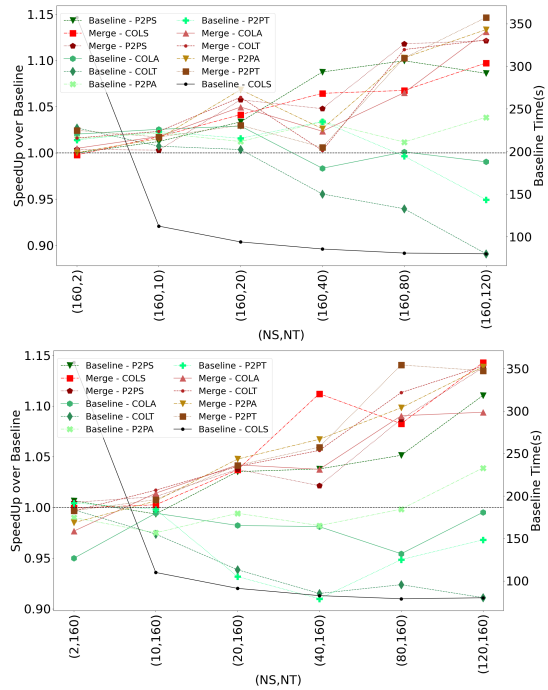 1.15
1.10
1.05
1.00
0.95
0.90
SpeedUp over Baseline
Baseline - P2PS
Merge - COLS
Merge - P2PS
Baseline - COLA
Baseline - COLT
Baseline - P2PA
Baseline - P2PT
Merge - COLA
Merge - COLT
Merge - P2PA
Merge - P2PT
Baseline - COLS
350
300
250
200
150
100
Baseline Time(s)
(160,2)
(160,10)
(160,20)
(160,40)
(160,80)
(160,120)
(NS,NT)
1.15
1.10
1.05
1.00
0.95
0.90
SpeedUp over Baseline
Baseline - P2PS
Merge - COLS
Merge - P2PS
Baseline - COLA
Baseline - COLT
Baseline - P2PA
Baseline - P2PT
Merge - COLA
Merge - COLT
Merge - P2PA
Merge - P2PT
Baseline - COLS
350
300
250
200
150
100
Baseline Time(s)
(2,160)
(10,160)
(20,160)
(40,160)
(80,160)
(120,160)
(NS,NT)